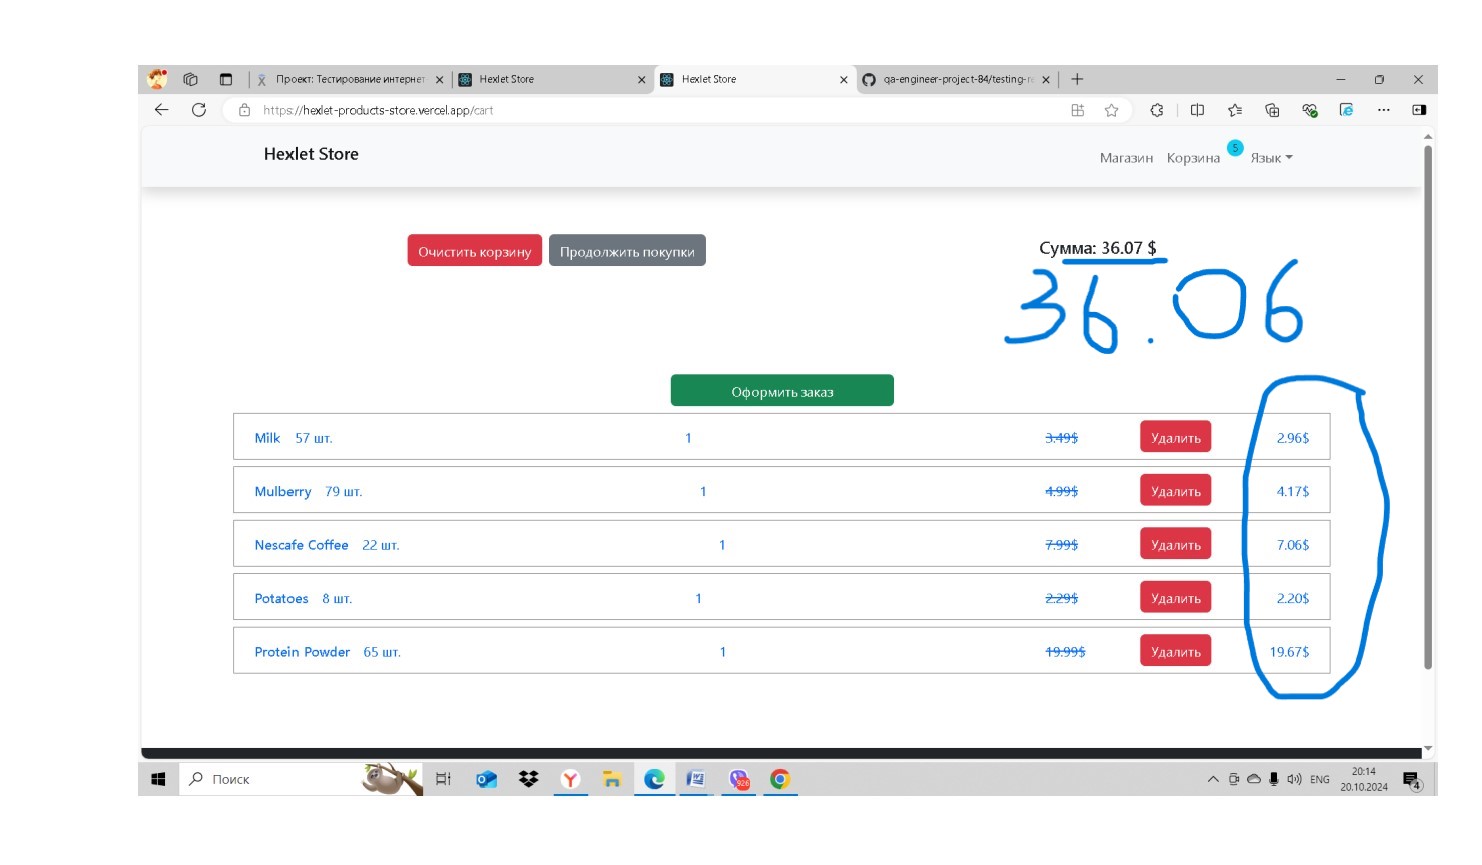 Проект: Тестирование интернет
Hexlet Store
Hexlet Store
qa-engineer-project-84/testing-re
https://hexlet-products-store.vercel.app/cart
Hexlet Store
Магазин Корзина 5 Язык
Очистить корзину Продолжить покупки
Сумма: 36.07 $
36.06
Оформить заказ
Milk 57 шт. 1 3.49$ Удалить 2.96$
Mulberry 79 шт. 1 4.99$ Удалить 4.17$
Nescafe Coffee 22 шт. 1 7.99$ Удалить 7.06$
Potatoes 8 шт. 1 2.29$ Удалить 2.20$
Protein Powder 65 шт. 1 19.99$ Удалить 19.67$
Поиск
926
ENG
20:14
20.10.2024
4